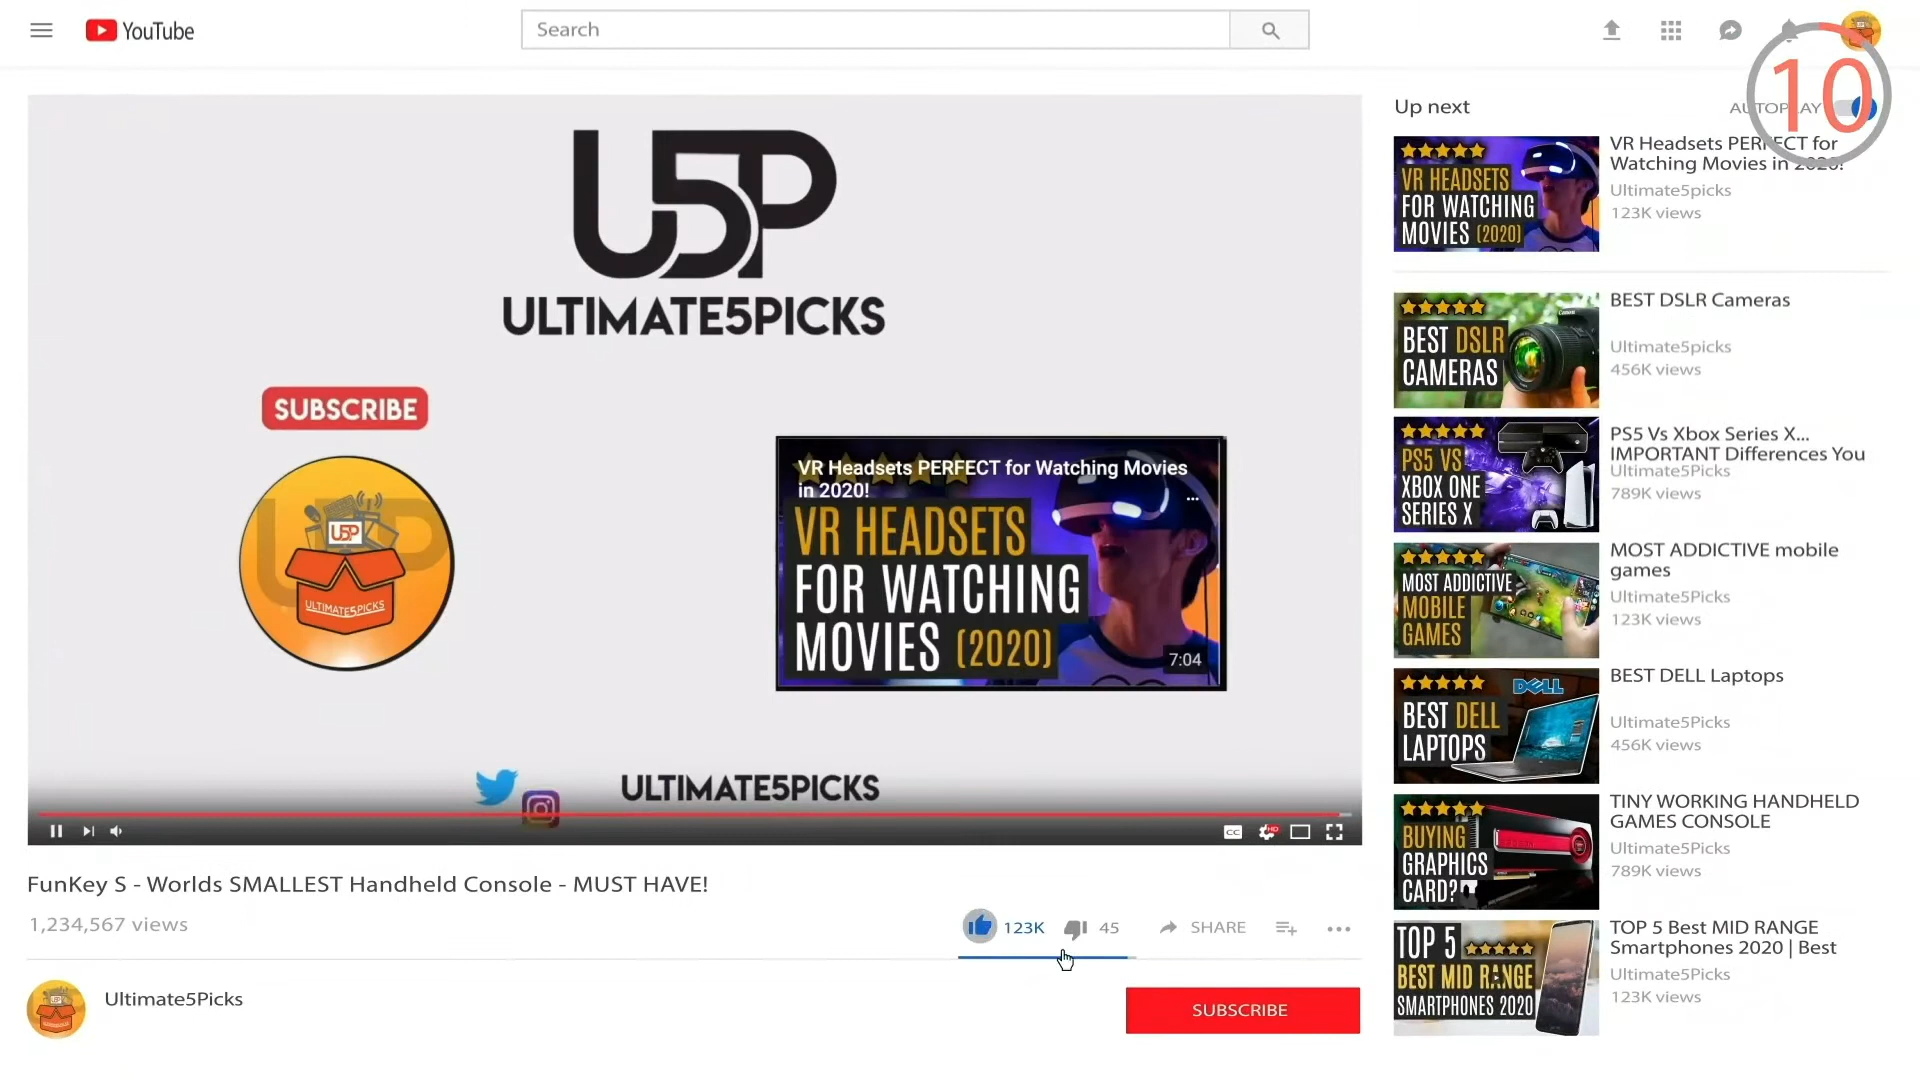 YouTube
Search
10
Up next
AUTOPLAY
U5P
ULTIMATE5PICKS
SUBSCRIBE
U5P
ULTIMATE5PICKS
VR Headsets PERFECT for Watching Movies
in 2020!
VR HEADSETS
FOR WATCHING
MOVIES (2020)
7:04
ULTIMATE5PICKS
CC
HD
FunKey S - Worlds SMALLEST Handheld Console - MUST HAVE!
1,234,567 views
123K
45
SHARE
Ultimate5Picks
SUBSCRIBE
VR HEADSETS
FOR WATCHING
MOVIES (2020)
VR Headsets PERFECT for
Watching Movies in 2020!
Ultimate5picks
123K views
BEST DSLR
CAMERAS
Canon
BEST DSLR Cameras
Ultimate5picks
456K views
PS5 VS
XBOX ONE
SERIES X
PS5 Vs Xbox Series X...
IMPORTANT Differences You
Ultimate5Picks
789K views
MOST ADDICTIVE
MOBILE
GAMES
MOST ADDICTIVE mobile
games
Ultimate5Picks
123K views
DELL
BEST DELL
LAPTOPS
BEST DELL Laptops
Ultimate5Picks
456K views
BUYING
GRAPHICS
CARD?
TINY WORKING HANDHELD
GAMES CONSOLE
Ultimate5Picks
789K views
TOP 5
BEST MID RANGE
SMARTPHONES 2020
TOP 5 Best MID RANGE
Smartphones 2020 | Best
Ultimate5Picks
123K views